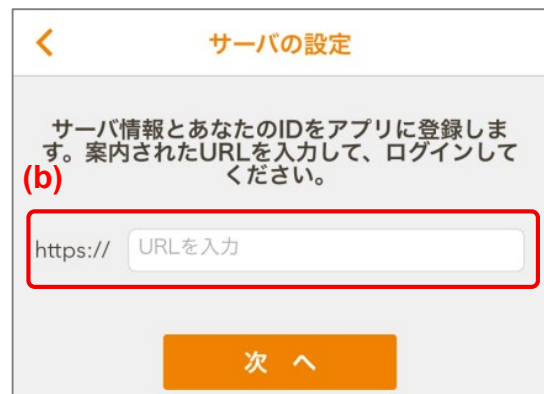 サーバの設定
サーバ情報とあなたのIDをアプリに登録しま
す。案内されたURLを入力して、ログインして
ください。
(b)
https:// URLを入力
次 へ